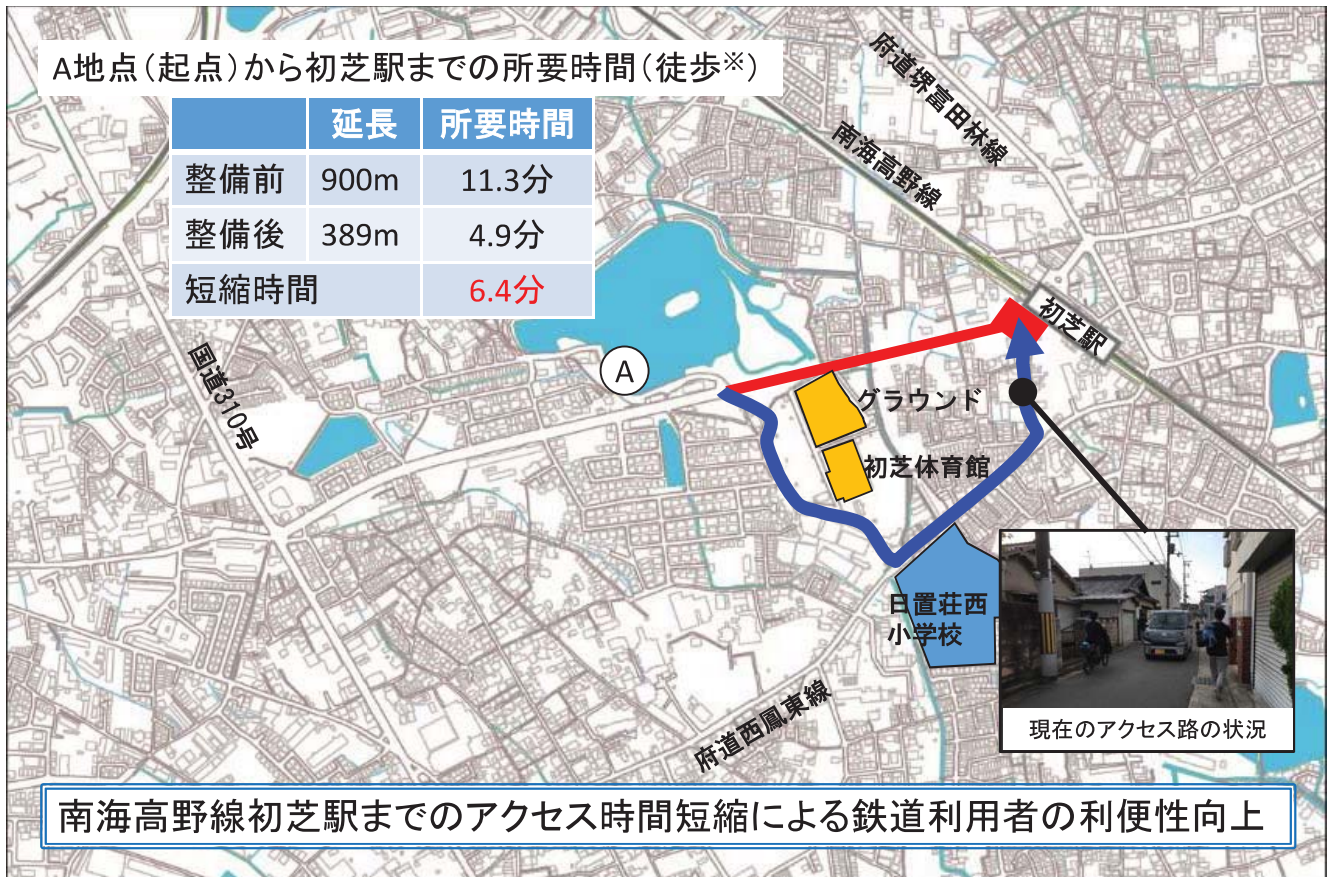 A地点(起点)から初芝駅までの所要時間(徒歩※)
延長 所要時間
整備前 900m 11.3分
整備後 389m 4.9分
短縮時間 6.4分
府道堺富田林線
南海高野線
初芝駅
国道310号
A
グラウンド
初芝体育館
日置荘西
小学校
府道西鳳東線
現在のアクセス路の状況
南海高野線初芝駅までのアクセス時間短縮による鉄道利用者の利便性向上